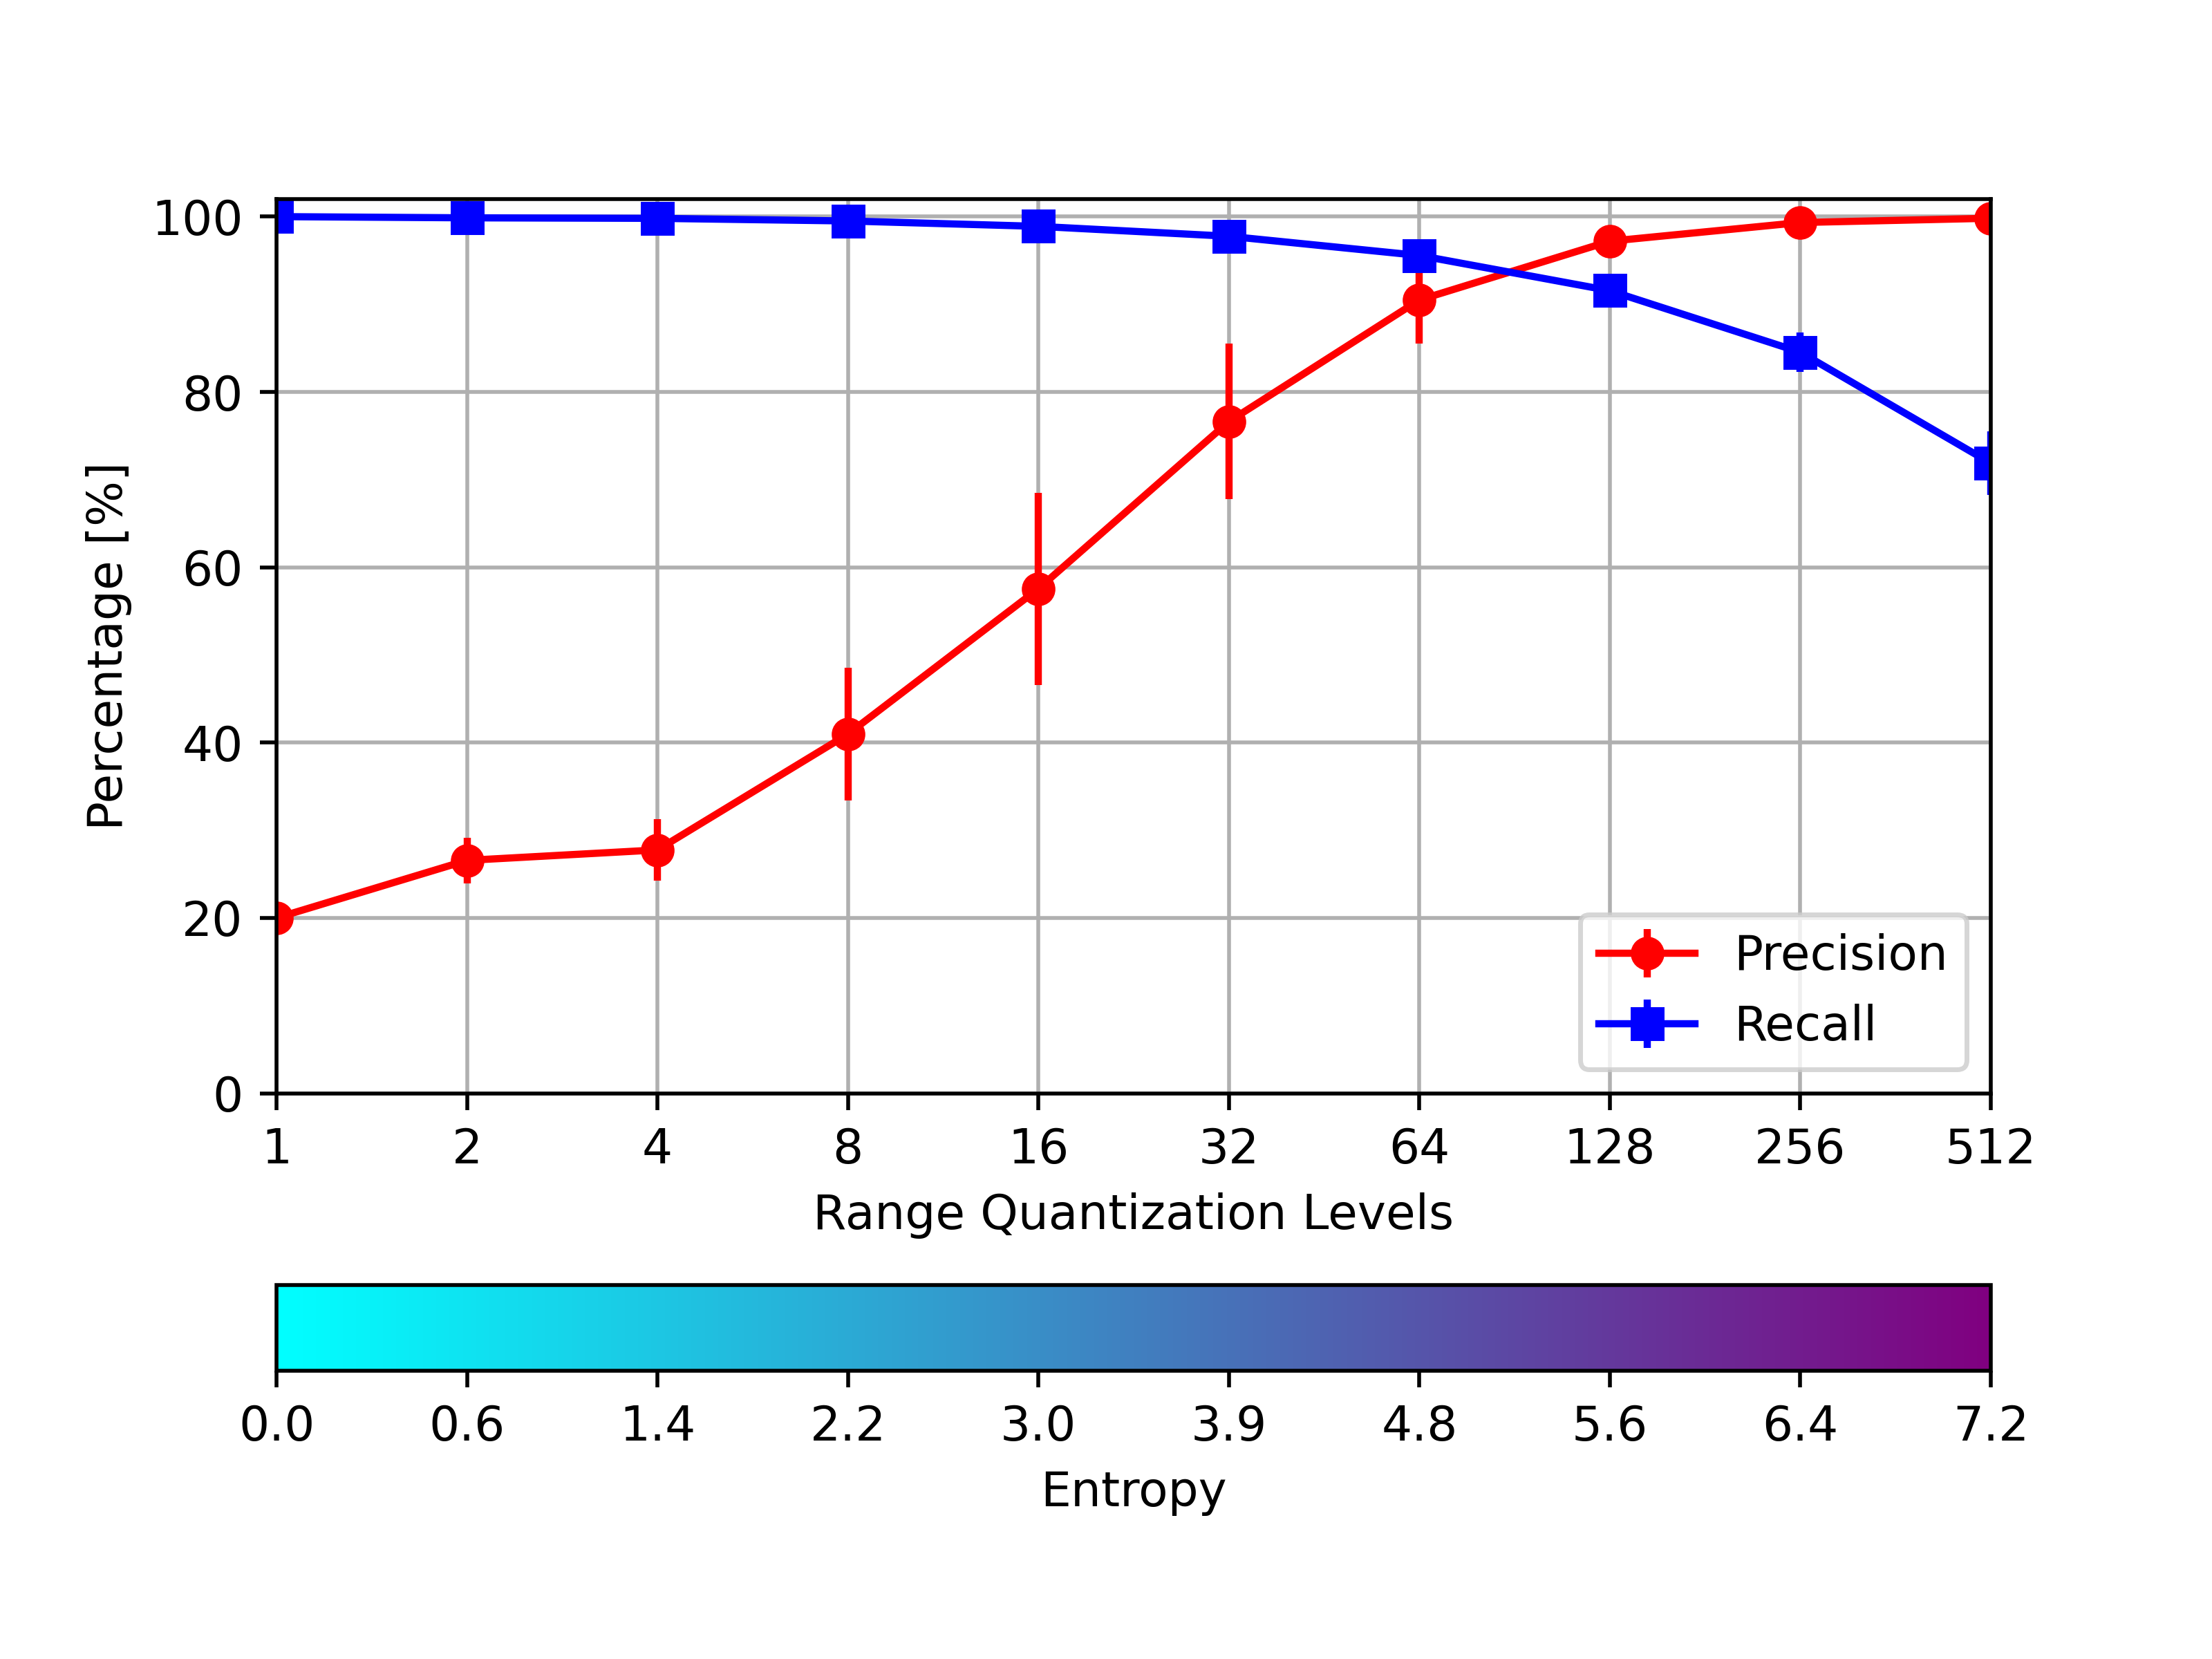 100
80
60
40
20
0
Percentage [%]
Precision
Recall
1 2 4 8 16 32 64 128 256 512
Range Quantization Levels
0.0 0.6 1.4 2.2 3.0 3.9 4.8 5.6 6.4 7.2
Entropy